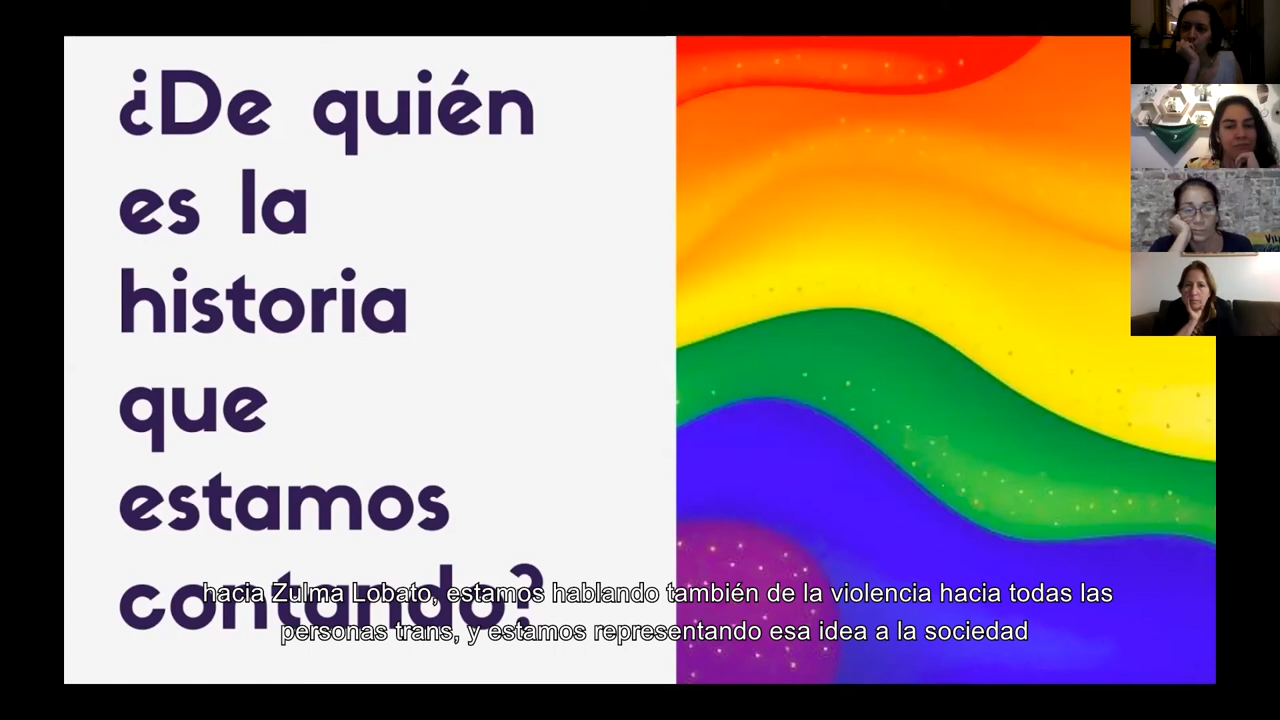 ¿De quién
es la
historia
que
estamos
contando?
hacia Zulma Lobato, estamos hablando también de la violencia hacia todas las
personas trans, y estamos representando esa idea a la sociedad